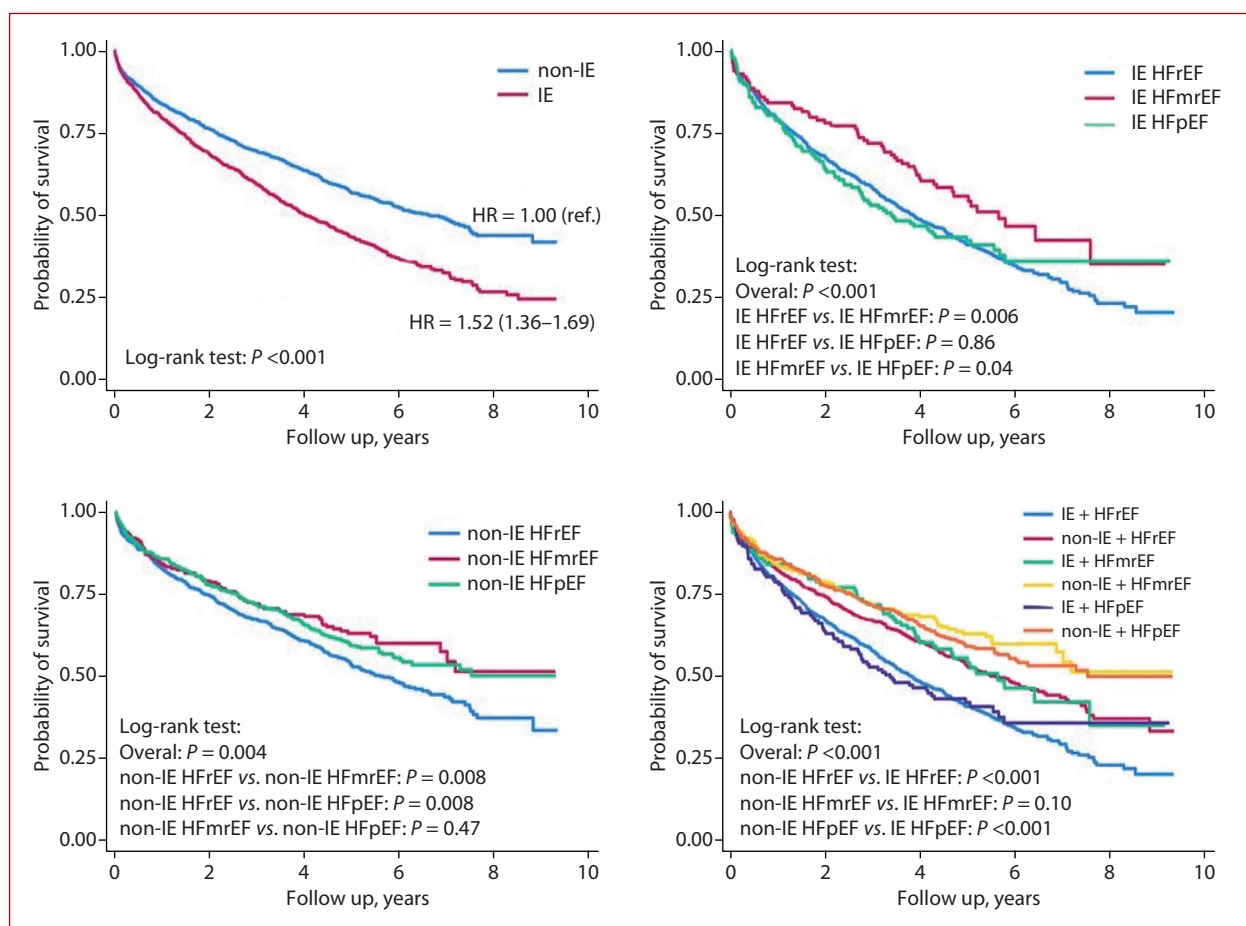 1.00
0.75
0.50
0.25
0.00
Probability of survival
non-IE
IE
HR = 1.00 (ref.)
HR = 1.52 (1.36–1.69)
Log-rank test: P <0.001
0 2 4 6 8 10
Follow up, years
1.00
0.75
0.50
0.25
0.00
Probability of survival
IE HFrEF
IE HFmrEF
IE HFpEF
Log-rank test:
Overal: P <0.001
IE HFrEF vs. IE HFmrEF: P = 0.006
IE HFrEF vs. IE HFpEF: P = 0.86
IE HFmrEF vs. IE HFpEF: P = 0.04
0 2 4 6 8 10
Follow up, years
1.00
0.75
0.50
0.25
0.00
Probability of survival
non-IE HFrEF
non-IE HFmrEF
non-IE HFpEF
Log-rank test:
Overal: P = 0.004
non-IE HFrEF vs. non-IE HFmrEF: P = 0.008
non-IE HFrEF vs. non-IE HFpEF: P = 0.008
non-IE HFmrEF vs. non-IE HFpEF: P = 0.47
0 2 4 6 8 10
Follow up, years
1.00
0.75
0.50
0.25
0.00
Probability of survival
IE + HFrEF
non-IE + HFrEF
IE + HFmrEF
non-IE + HFmrEF
IE + HFpEF
non-IE + HFpEF
Log-rank test:
Overal: P <0.001
non-IE HFrEF vs. IE HFrEF: P <0.001
non-IE HFmrEF vs. IE HFmrEF: P = 0.10
non-IE HFpEF vs. IE HFpEF: P <0.001
0 2 4 6 8 10
Follow up, years